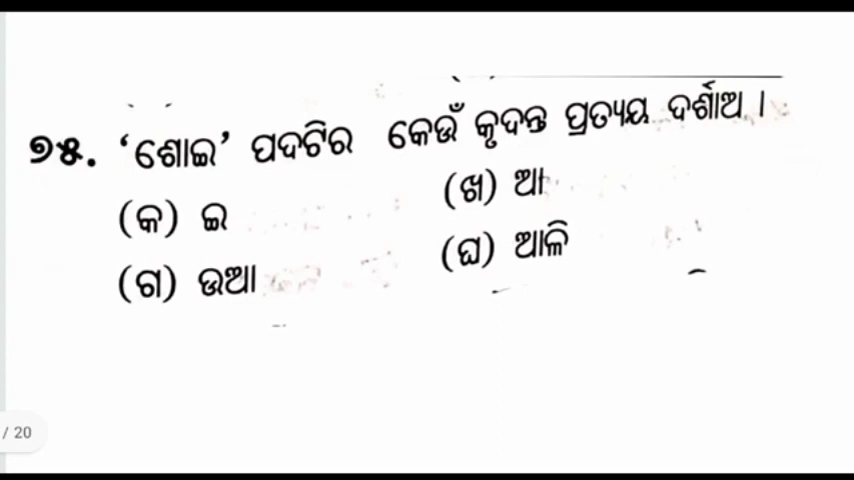 ୭୫. ‘ଶୋଇ’ ପଦଟିର କେଉଁ କୃଦନ୍ତ ପ୍ରତ୍ୟୟ ଦର୍ଶାଅ ।
(କ) ଇ (ଖ) ଆ
(ଗ) ଉଆ (ଘ) ଆଳି
/ 20